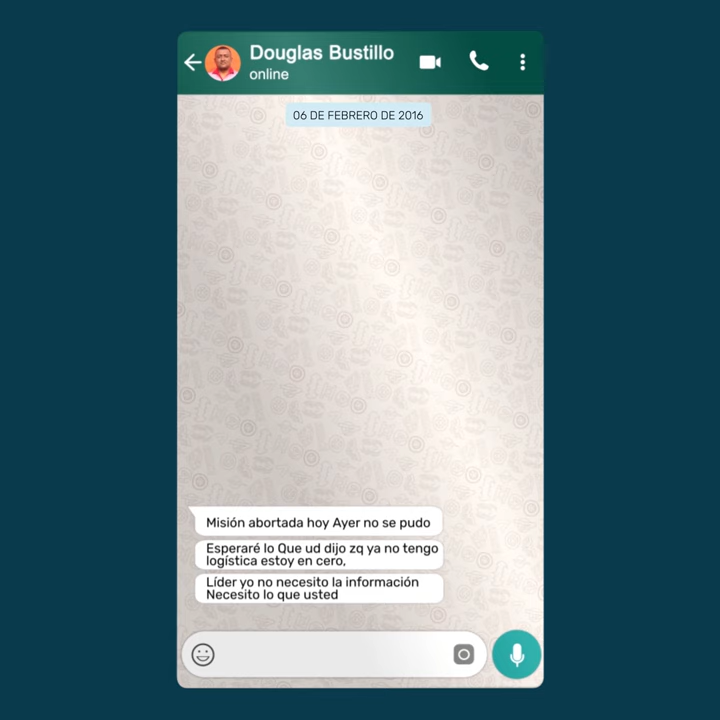 Douglas Bustillo
online
06 DE FEBRERO DE 2016
Misión abortada hoy Ayer no se pudo
Esperaré lo Que ud dijo zq ya no tengo
logística estoy en cero,
Líder yo no necesito la información
Necesito lo que usted